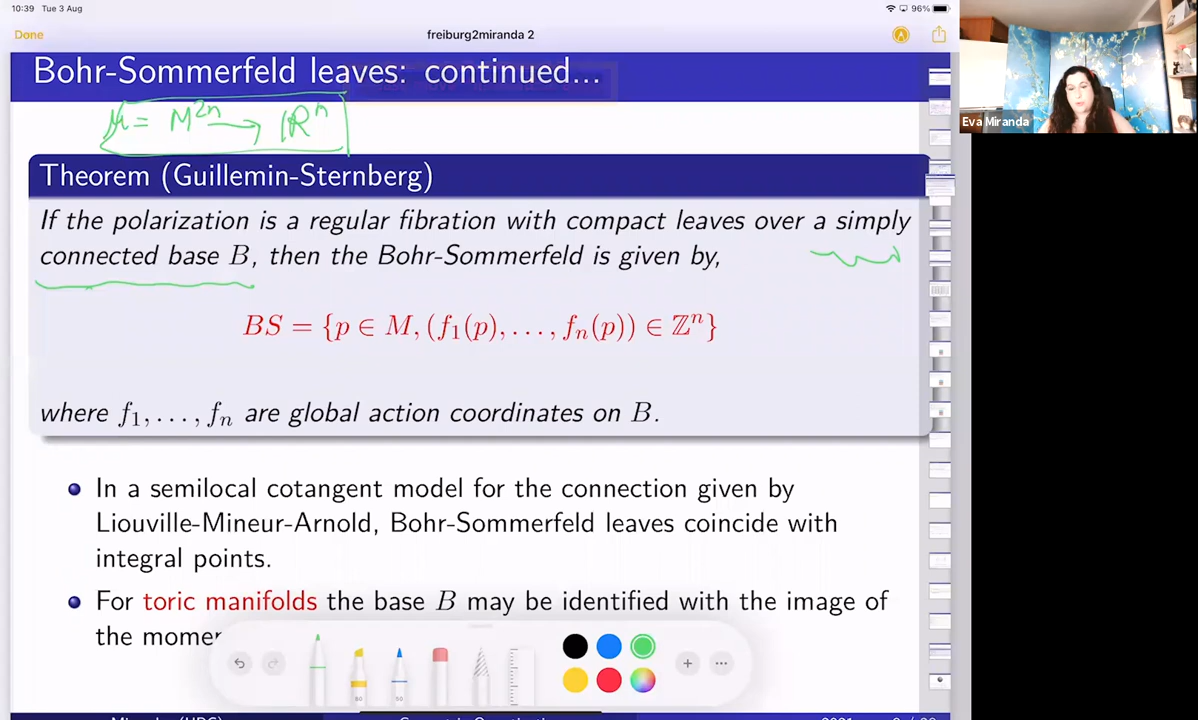 10:39 Tue 3 Aug
96%
Done
freiburg2miranda 2
Bohr-Sommerfeld leaves: continued...
μ = M²ⁿ → ℝⁿ
Theorem (Guillemin-Sternberg)
If the polarization is a regular fibration with compact leaves over a simply
connected base B, then the Bohr-Sommerfeld is given by,
BS = {p ∈ M, (f₁(p), . . . , fₙ(p)) ∈ ℤⁿ}
where f₁, . . . , fₙ are global action coordinates on B.
In a semilocal cotangent model for the connection given by
Liouville-Mineur-Arnold, Bohr-Sommerfeld leaves coincide with
integral points.
For toric manifolds the base B may be identified with the image of
the
Eva Miranda